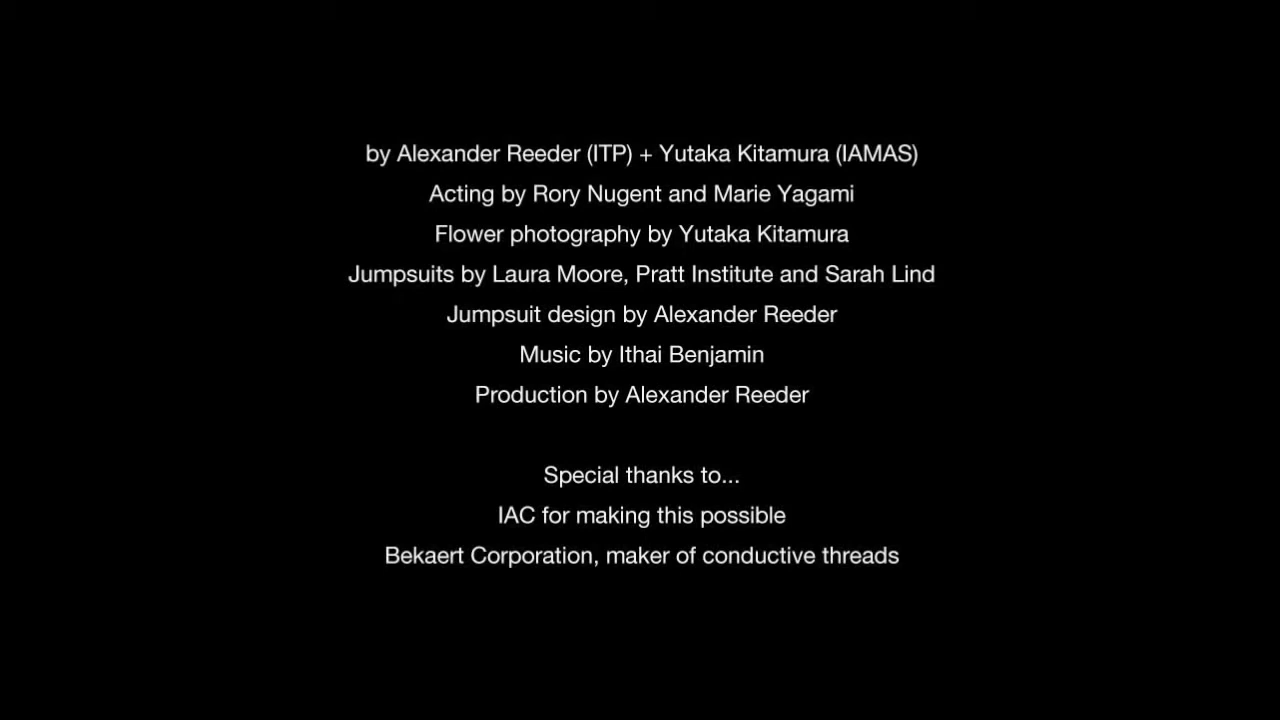 by Alexander Reeder (ITP) + Yutaka Kitamura (IAMAS)
Acting by Rory Nugent and Marie Yagami
Flower photography by Yutaka Kitamura
Jumpsuits by Laura Moore, Pratt Institute and Sarah Lind
Jumpsuit design by Alexander Reeder
Music by Ithai Benjamin
Production by Alexander Reeder
Special thanks to...
IAC for making this possible
Bekaert Corporation, maker of conductive threads